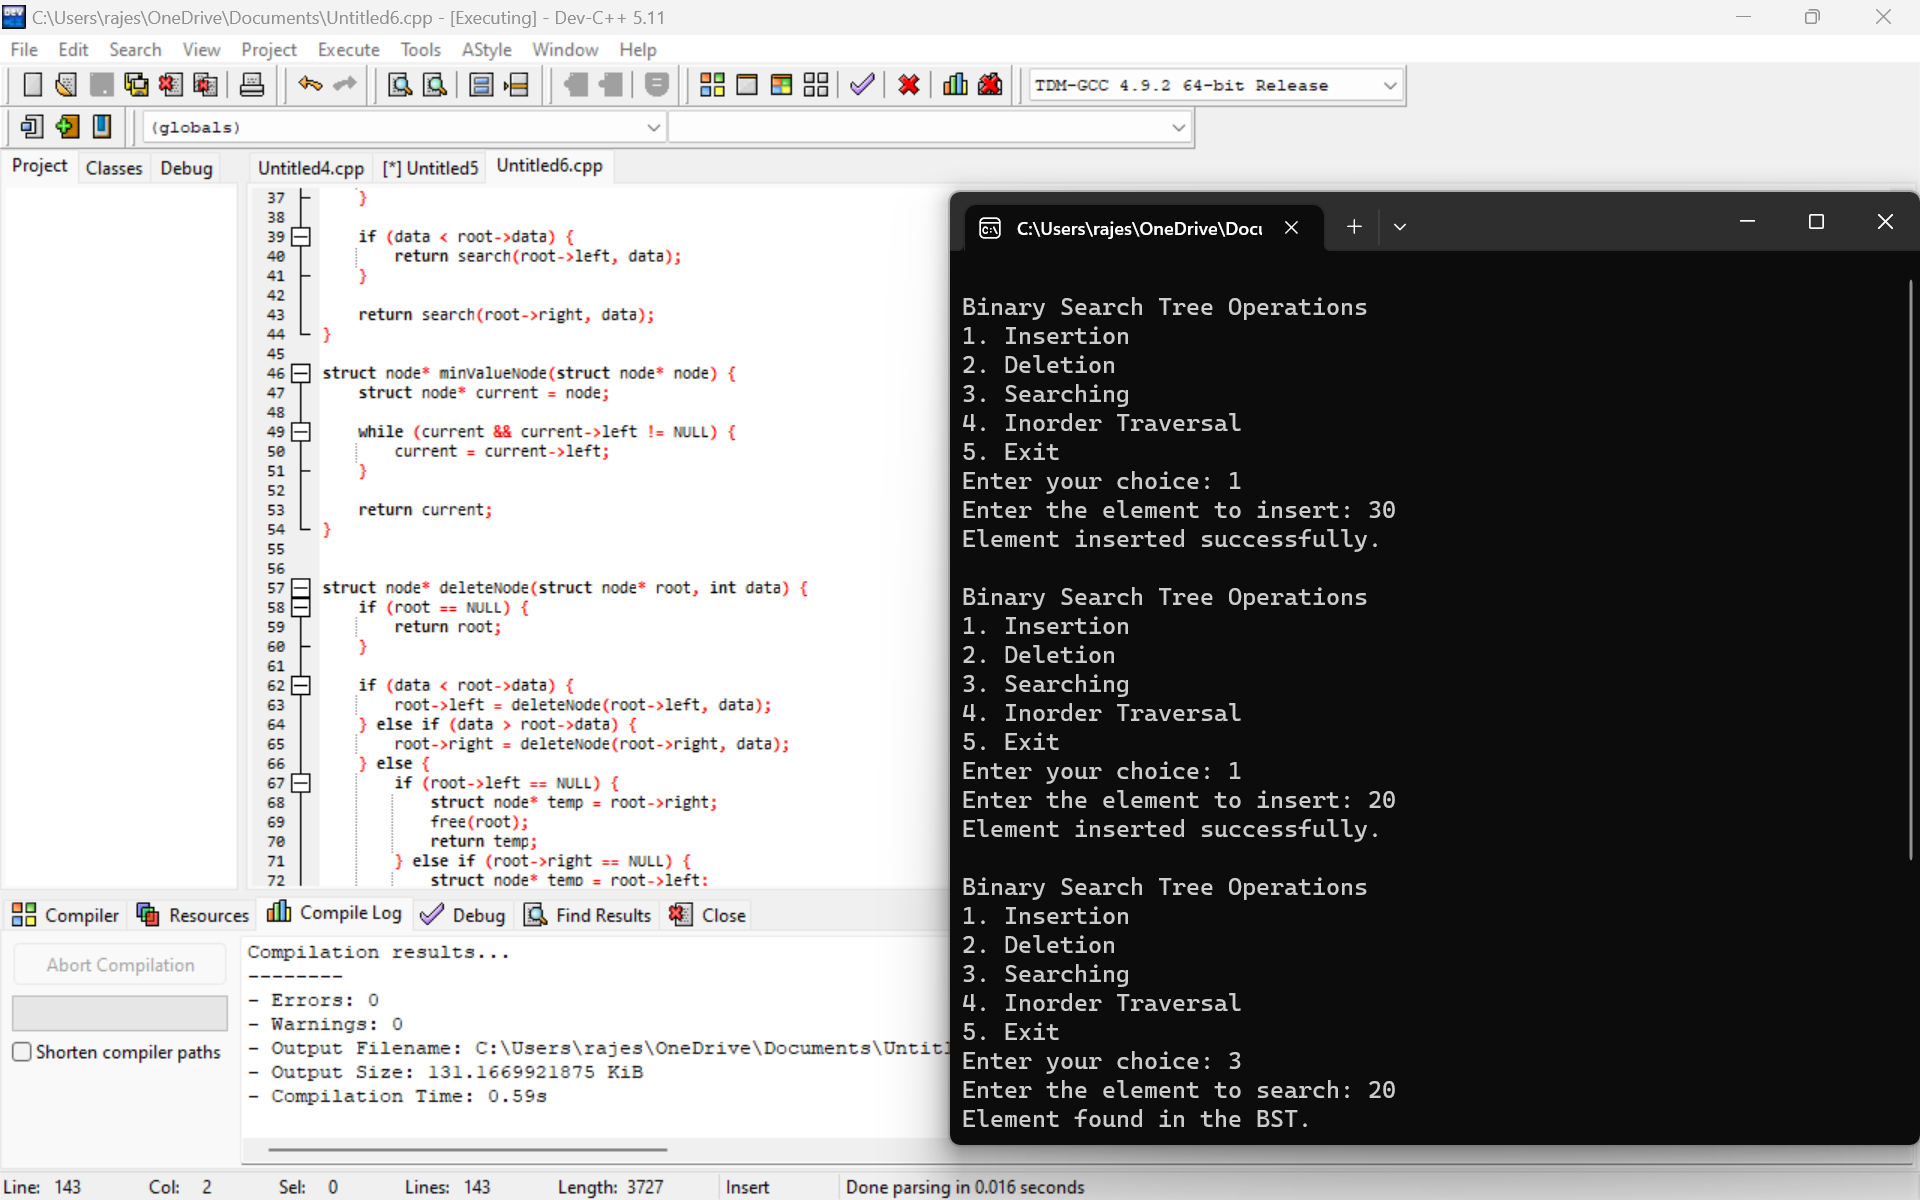 C:\Users\rajes\OneDrive\Documents\Untitled6.cpp - [Executing] - Dev-C++ 5.11
File Edit Search View Project Execute Tools AStyle Window Help
TDM-GCC 4.9.2 64-bit Release
(globals)
Project Classes Debug
Untitled4.cpp [*] Untitled5 Untitled6.cpp
37 }
38
39 if (data < root->data) {
40 return search(root->left, data);
41 }
42
43 return search(root->right, data);
44 }
45
46 struct node* minValueNode(struct node* node) {
47 struct node* current = node;
48
49 while (current && current->left != NULL) {
50 current = current->left;
51 }
52
53 return current;
54 }
55
56
57 struct node* deleteNode(struct node* root, int data) {
58 if (root == NULL) {
59 return root;
60 }
61
62 if (data < root->data) {
63 root->left = deleteNode(root->left, data);
64 } else if (data > root->data) {
65 root->right = deleteNode(root->right, data);
66 } else {
67 if (root->left == NULL) {
68 struct node* temp = root->right;
69 free(root);
70 return temp;
71 } else if (root->right == NULL) {
72 struct node* temp = root->left;
C:\Users\rajes\OneDrive\Docu
Binary Search Tree Operations
1. Insertion
2. Deletion
3. Searching
4. Inorder Traversal
5. Exit
Enter your choice: 1
Enter the element to insert: 30
Element inserted successfully.
Binary Search Tree Operations
1. Insertion
2. Deletion
3. Searching
4. Inorder Traversal
5. Exit
Enter your choice: 1
Enter the element to insert: 20
Element inserted successfully.
Binary Search Tree Operations
1. Insertion
2. Deletion
3. Searching
4. Inorder Traversal
5. Exit
Enter your choice: 3
Enter the element to search: 20
Element found in the BST.
Compiler Resources Compile Log Debug Find Results Close
Abort Compilation
Shorten compiler paths
Compilation results...
--------
- Errors: 0
- Warnings: 0
- Output Filename: C:\Users\rajes\OneDrive\Documents\Untitl
- Output Size: 131.1669921875 KiB
- Compilation Time: 0.59s
Line: 143 Col: 2 Sel: 0 Lines: 143 Length: 3727 Insert Done parsing in 0.016 seconds